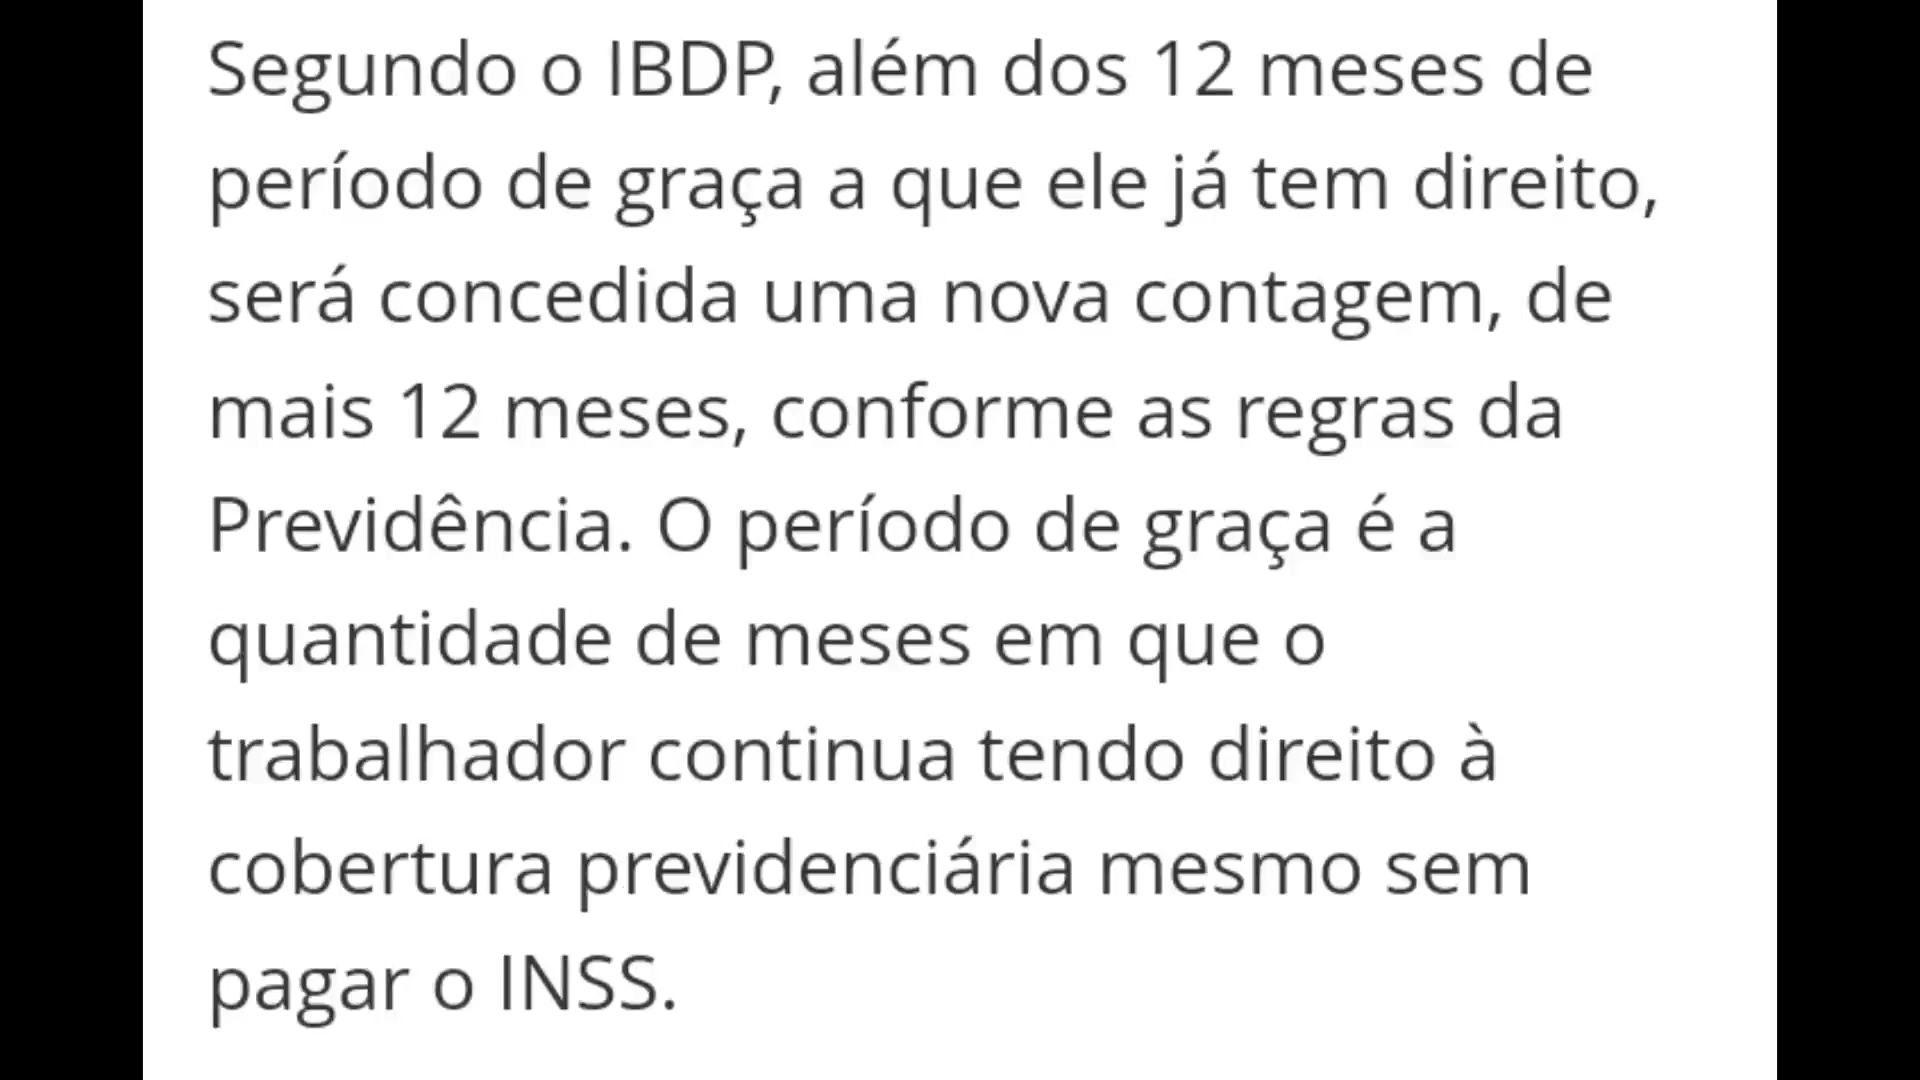 Segundo o IBDP, além dos 12 meses de
período de graça a que ele já tem direito,
será concedida uma nova contagem, de
mais 12 meses, conforme as regras da
Previdência. O período de graça é a
quantidade de meses em que o
trabalhador continua tendo direito à
cobertura previdenciária mesmo sem
pagar o INSS.